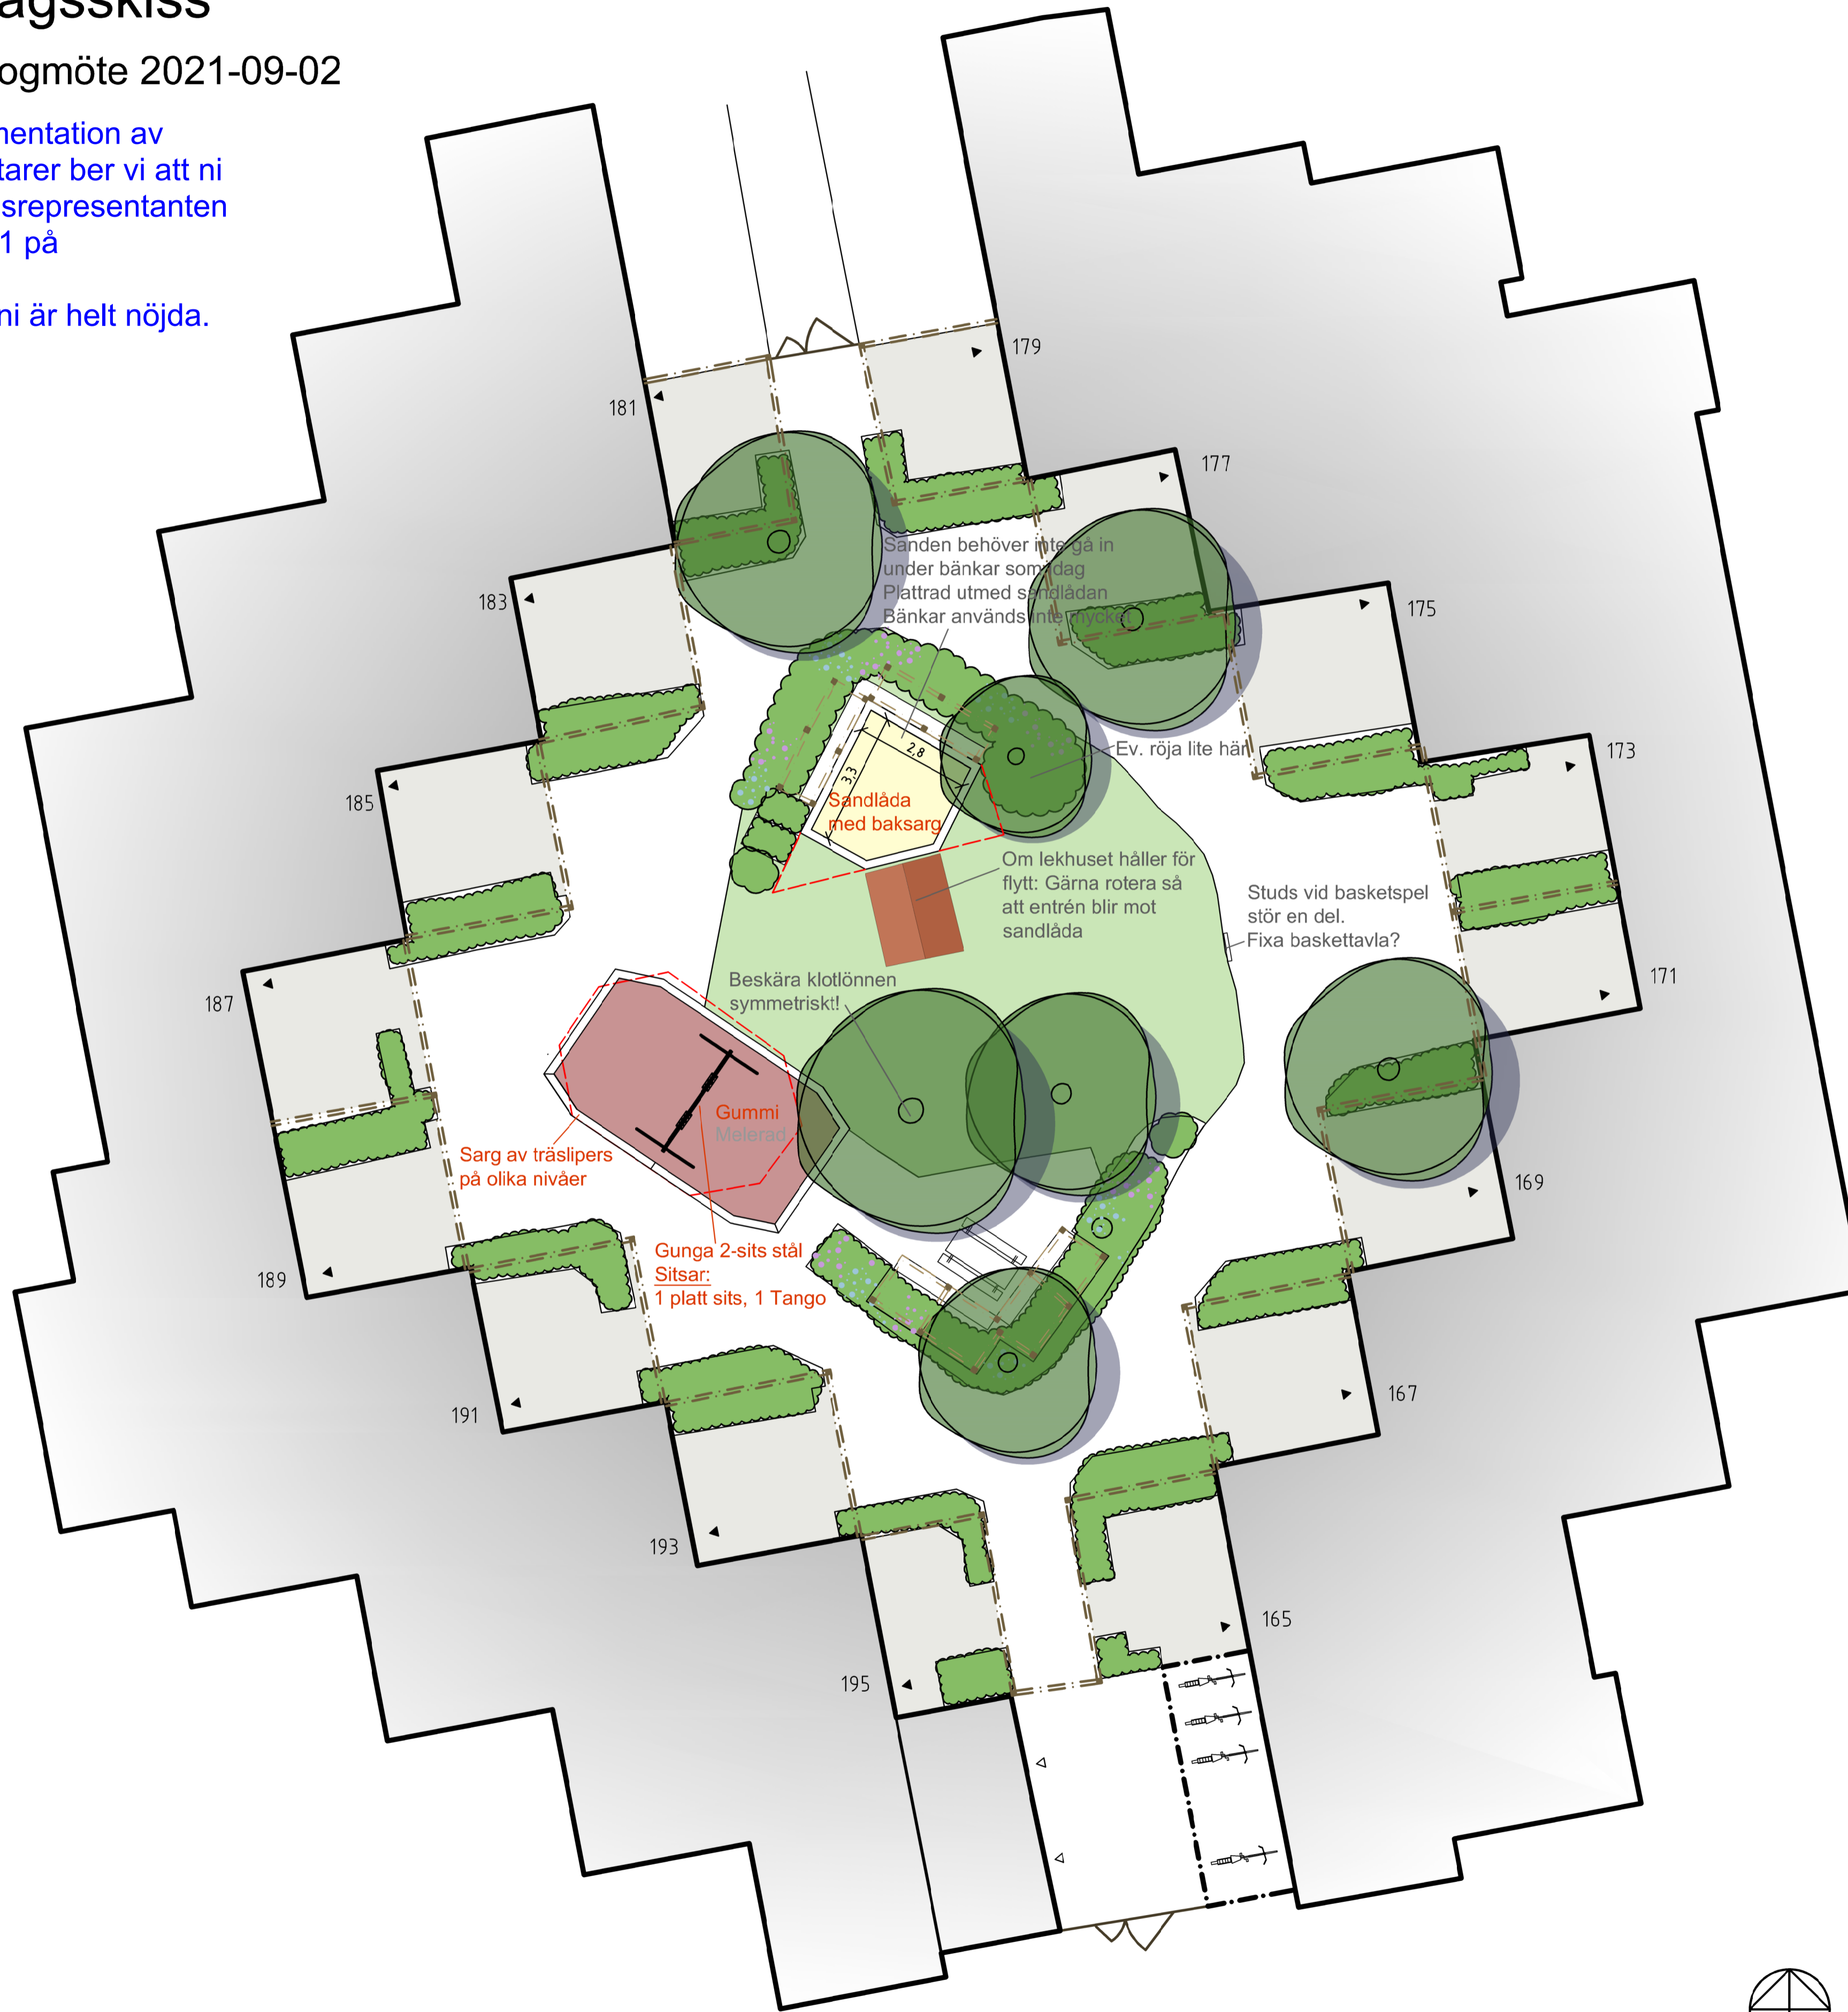 agsskiss
ogmöte 2021-09-02
mentation av
tarer ber vi att ni
srepresentanten
1 på
ni är helt nöjda.
179
181
177
Sanden behöver inte gå in
under bänkar som idag
Plattrad utmed sandlådan
Bänkar används inte mycket
183
175
173
Ev. röja lite här
2,8
3,3
185
Sandlåda
med baksarg
Om lekhuset håller för
flytt: Gärna rotera så
att entrén blir mot
sandlåda
Studs vid basketspel
stör en del.
Fixa baskettavla?
171
187
Beskära klotlönnen
symmetriskt!
Gummi
Melerad
Sarg av träslipers
på olika nivåer
169
189
Gunga 2-sits stål
Sitsar:
1 platt sits, 1 Tango
167
191
193
165
195